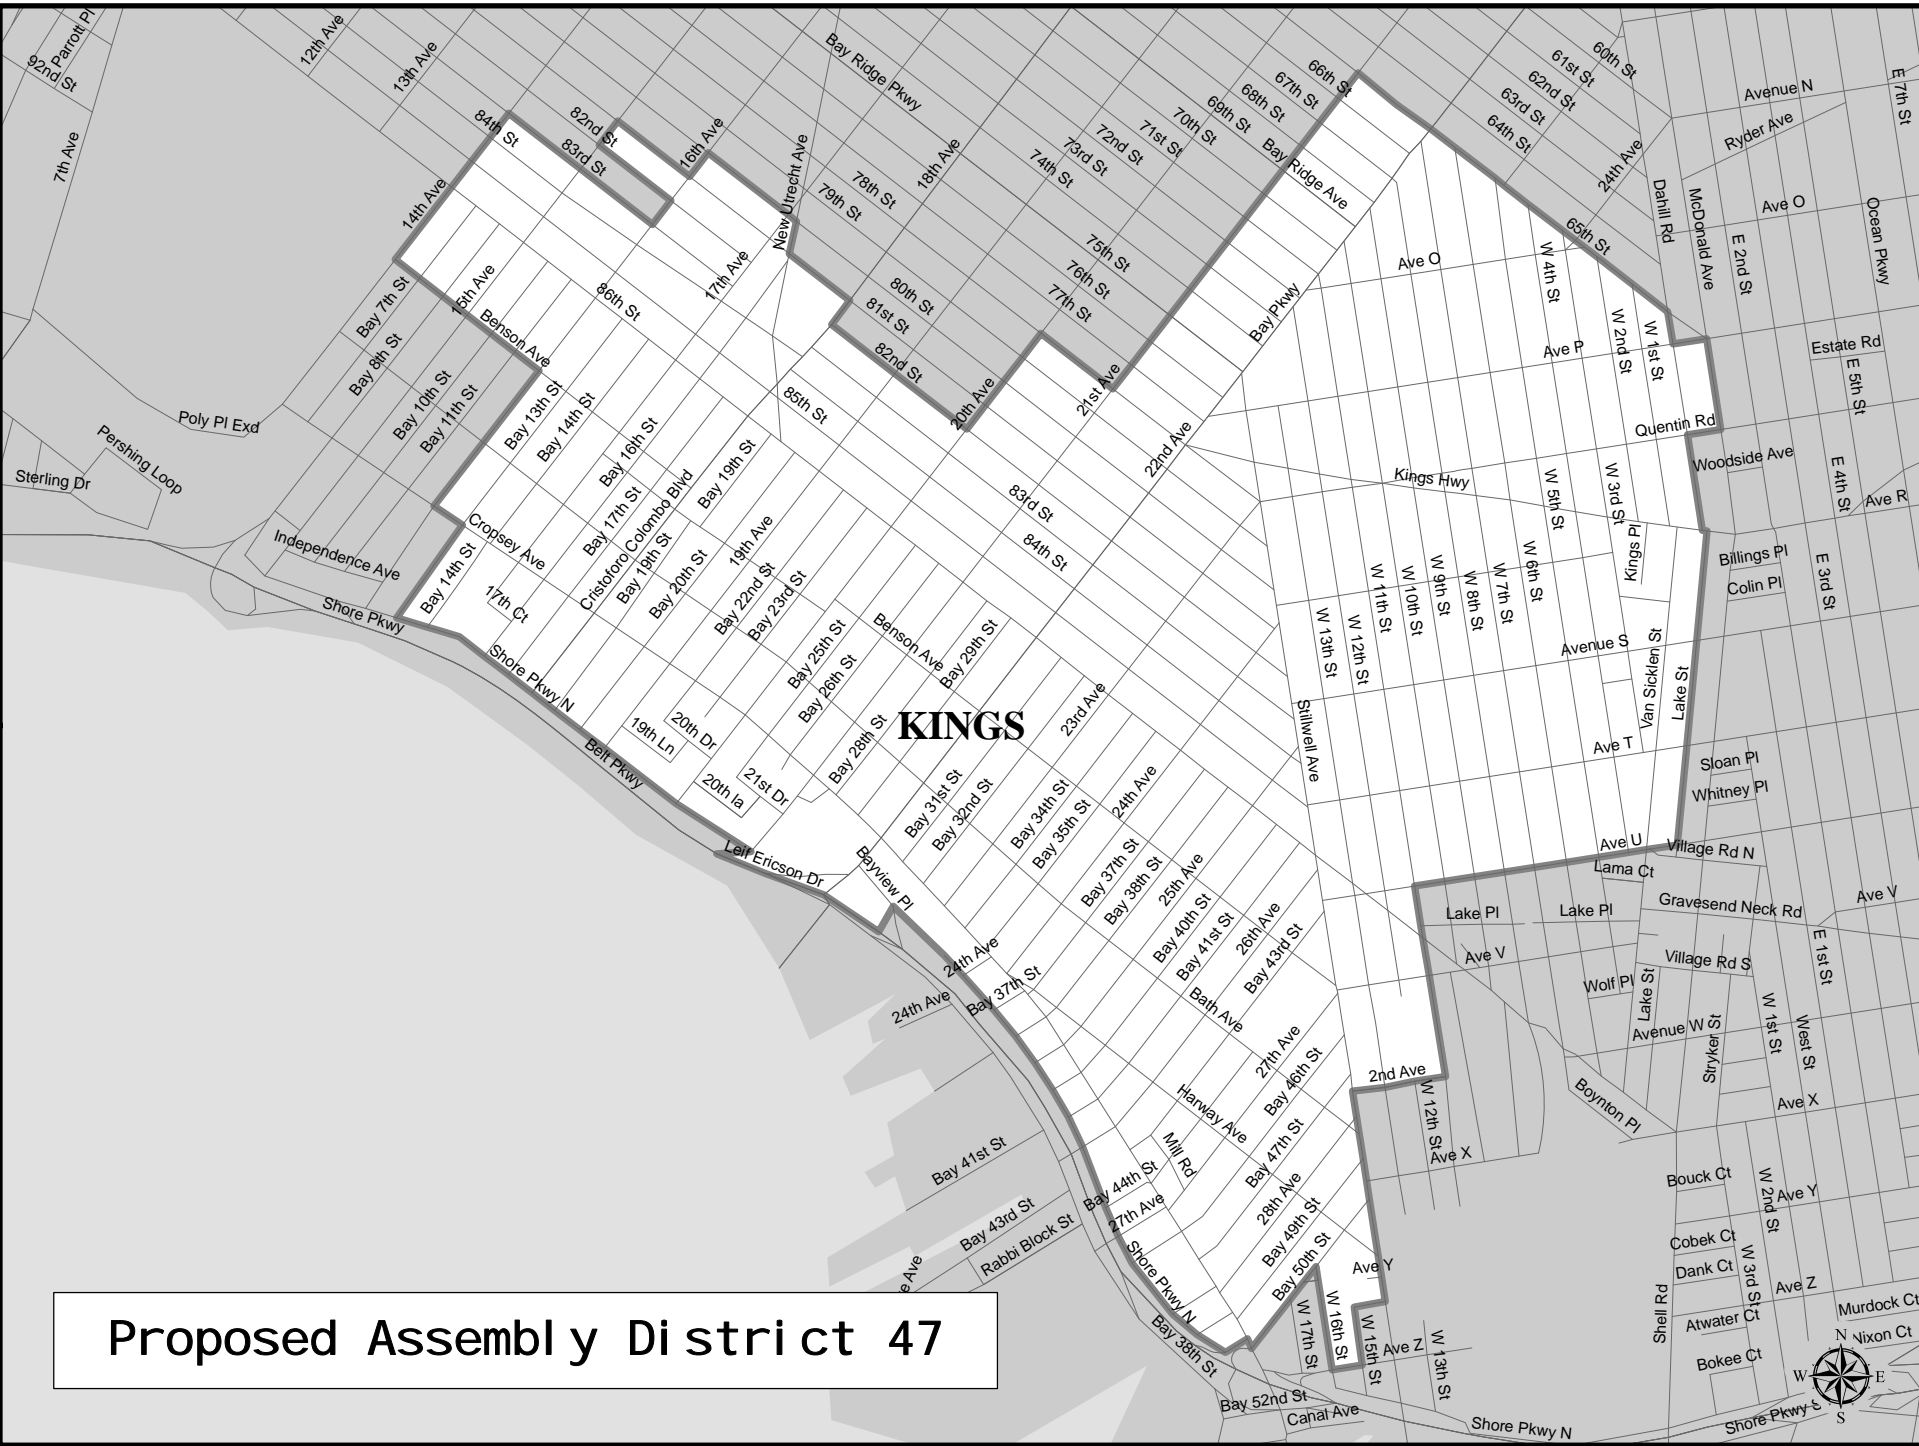 Parrott Pl
92nd St
7th Ave
12th Ave
13th Ave
84th St
82nd St
83rd St
16th Ave
14th Ave
Bay Ridge Pkwy
New Utrecht Ave
18th Ave
78th St
79th St
80th St
81st St
82nd St
66th St
67th St
68th St
69th St
70th St
71st St
72nd St
73rd St
74th St
75th St
76th St
77th St
Bay Ridge Ave
60th St
61st St
62nd St
63rd St
64th St
24th Ave
65th St
Dahill Rd
McDonald Ave
Avenue N
Ryder Ave
E 7th St
Ave O
E 2nd St
Ocean Pkwy
Ave O
W 4th St
Ave P
W 2nd St
W 1st St
Estate Rd
E 5th St
Quentin Rd
Woodside Ave
E 4th St
Ave R
Kings Hwy
W 5th St
W 3rd St
Kings Pl
Billings Pl
Colin Pl
E 3rd St
Bay Pkwy
22nd Ave
21st Ave
20th Ave
17th Ave
86th St
85th St
15th Ave
Benson Ave
Bay 7th St
Bay 8th St
Bay 10th St
Bay 11th St
Bay 13th St
Bay 14th St
Bay 16th St
Bay 17th St
Cristoforo Colombo Blvd
Bay 19th St
Bay 19th St
Bay 20th St
19th Ave
Bay 22nd St
Bay 23rd St
Bay 25th St
Bay 26th St
Benson Ave
Bay 28th St
Bay 29th St
83rd St
84th St
Poly Pl Exd
Pershing Loop
Sterling Dr
Independence Ave
Shore Pkwy
Cropsey Ave
Bay 14th St
17th Ct
Shore Pkwy N
Belt Pkwy
19th Ln
20th Dr
20th la
21st Dr
Leif Ericson Dr
Bayview Pl
KINGS
23rd Ave
Bay 31st St
Bay 32nd St
Bay 34th St
Bay 35th St
24th Ave
Bay 37th St
Bay 38th St
25th Ave
Bay 40th St
Bay 41st St
26th Ave
Bay 43rd St
Bath Ave
Stillwell Ave
W 13th St
W 12th St
W 11th St
W 10th St
W 9th St
W 8th St
W 7th St
W 6th St
Avenue S
Van Sicklen St
Lake St
Ave T
Sloan Pl
Whitney Pl
Ave U
Village Rd N
Lama Ct
Lake Pl
Lake Pl
Gravesend Neck Rd
Ave V
Ave V
Village Rd S
E 1st St
Wolf Pl
Lake St
Avenue W
Stryker St
W 1st St
West St
Boynton Pl
Ave X
24th Ave
24th Ave
Bay 37th St
27th Ave
Bay 46th St
Harway Ave
Mill Rd
Bay 47th St
28th Ave
Bay 49th St
Bay 50th St
2nd Ave
W 12th St
Ave X
Bay 41st St
Bay 43rd St
Rabbi Block St
Bay 44th St
27th Ave
Shore Pkwy N
Bay 38th St
Ave Y
W 17th St
W 16th St
W 15th St
Ave Z
W 13th St
Bay 52nd St
Canal Ave
Shore Pkwy N
Bouck Ct
W 2nd St
Ave Y
Cobek Ct
Dank Ct
W 3rd St
Ave Z
Shell Rd
Atwater Ct
Bokee Ct
Murdock Ct
Nixon Ct
Shore Pkwy S
N
W
E
S
Proposed Assembly District 47